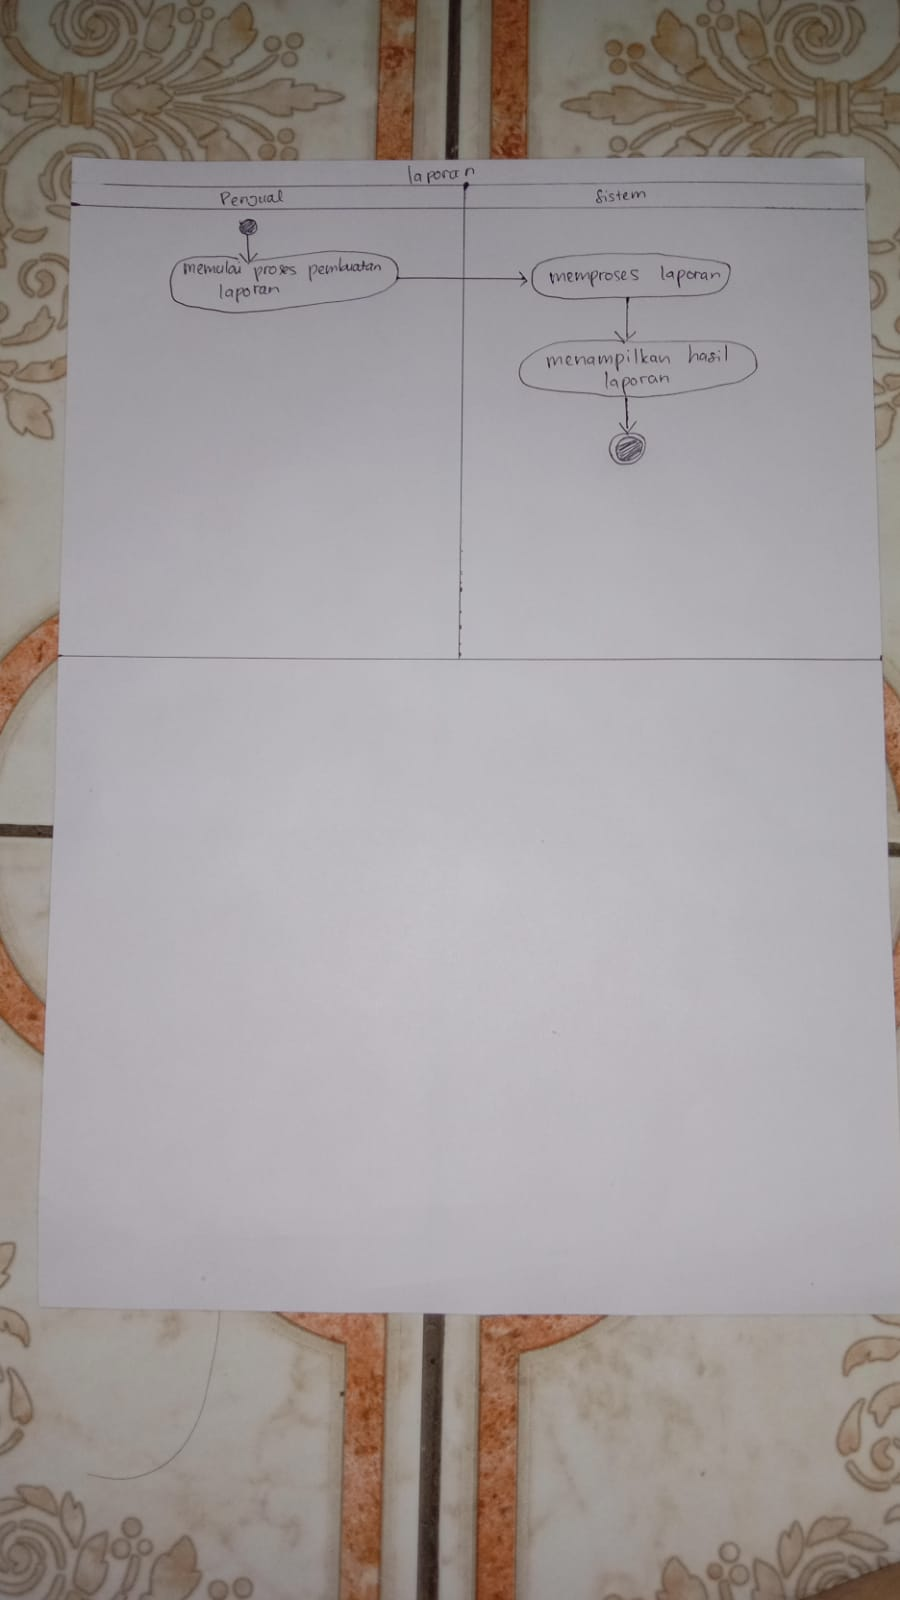 laporan
Penjual
Sistem
memulai proses pembuatan
laporan
memproses laporan
menampilkan hasil
laporan